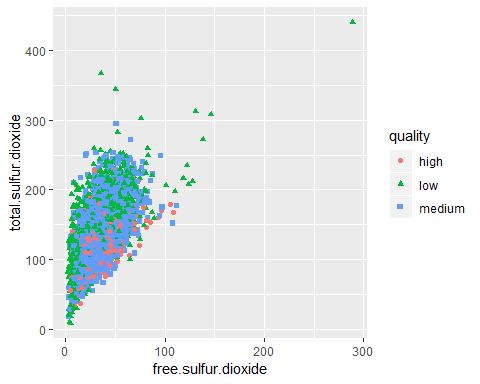 total.sulfur.dioxide
400
300
200
100
0
0
100
200
300
free.sulfur.dioxide
quality
high
low
medium